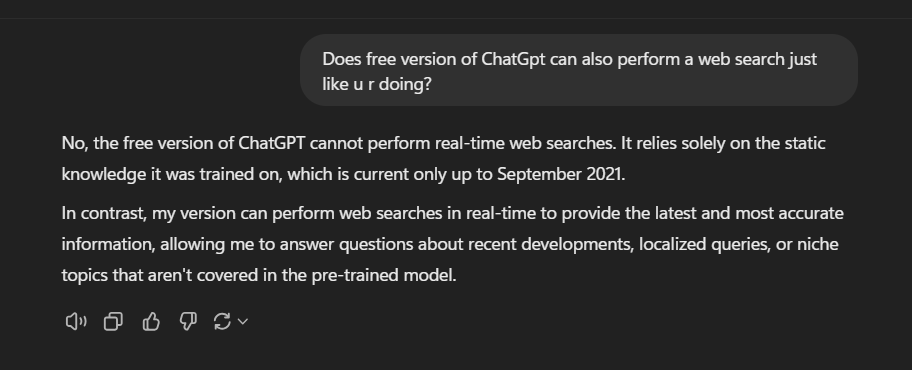 Does free version of ChatGpt can also perform a web search just
like u r doing?
No, the free version of ChatGPT cannot perform real-time web searches. It relies solely on the static
knowledge it was trained on, which is current only up to September 2021.
In contrast, my version can perform web searches in real-time to provide the latest and most accurate
information, allowing me to answer questions about recent developments, localized queries, or niche
topics that aren't covered in the pre-trained model.